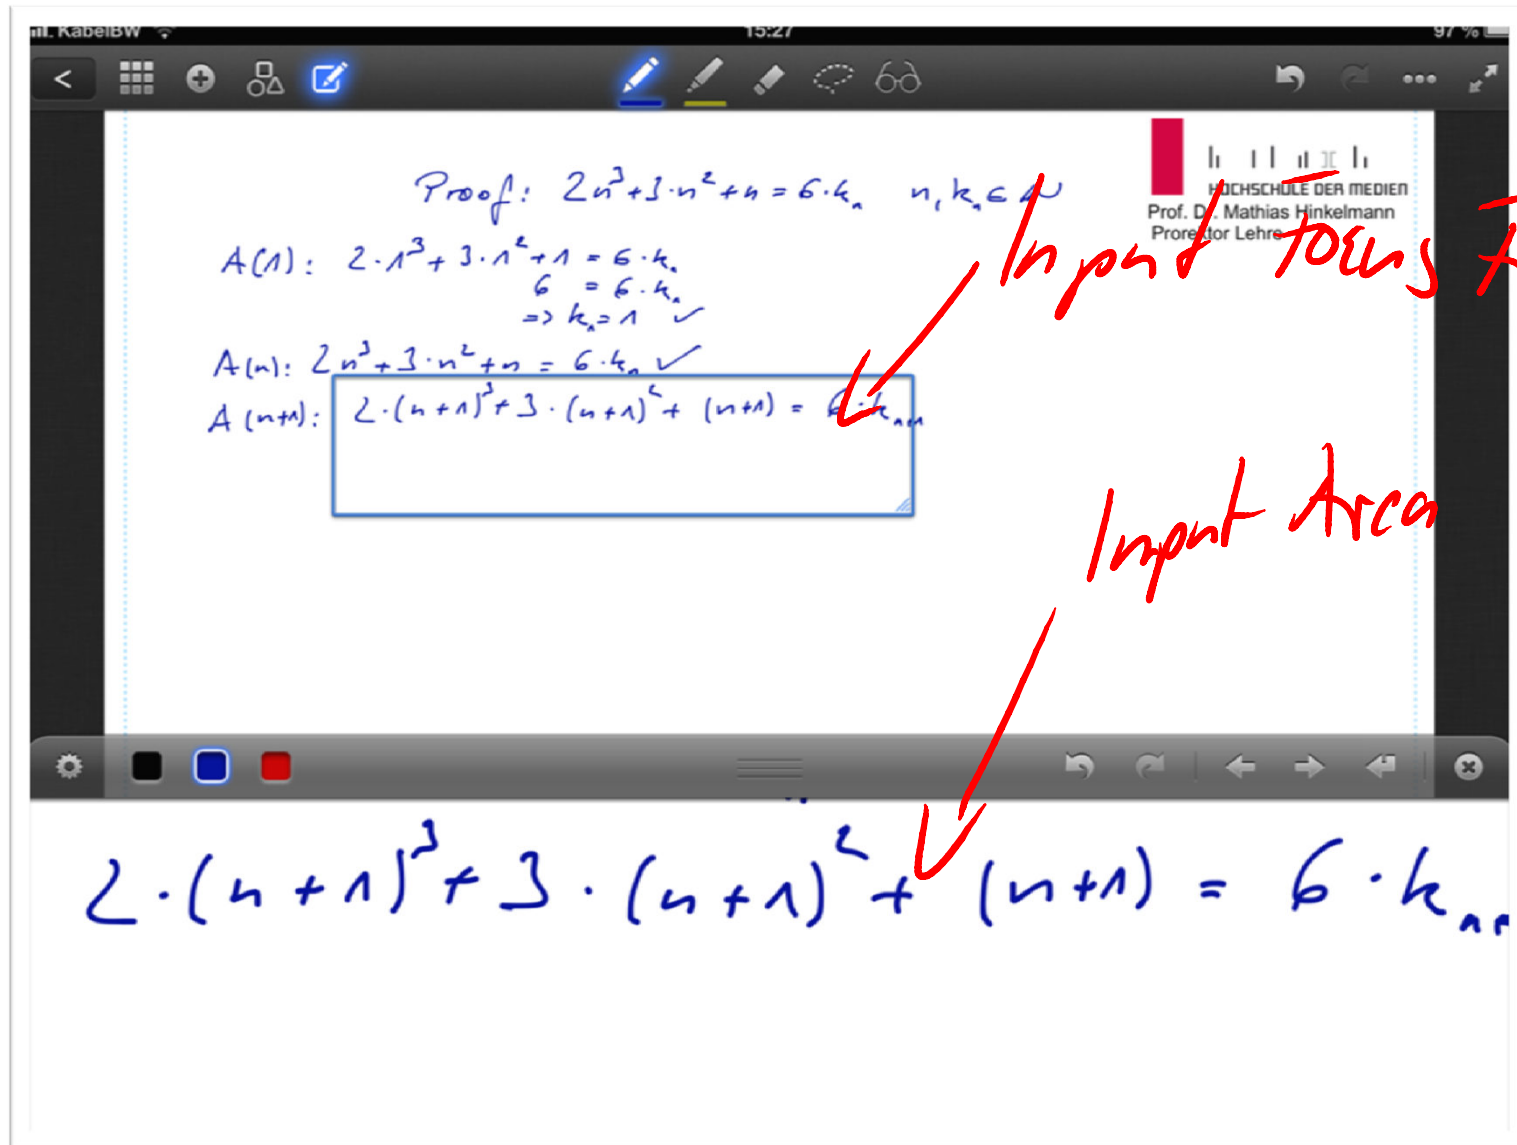 KabelBW 15:27 97 %
HOCHSCHULE DER MEDIEN
Prof. Dr. Mathias Hinkelmann
Prorektor Lehre
Proof: 2n³+3·n²+n = 6·kₙ n, kₙ ∈ ℕ
Input Focus
A(1): 2·1³+3·1²+1 = 6·kₙ
6 = 6·kₙ
=> kₙ = 1 ✓
A(n): 2n³+3·n²+n = 6·kₙ ✓
A(n+1): 2·(n+1)³+3·(n+1)²+(n+1) = 6·kₙ₊₁
Input Area
2·(n+1)³+3·(n+1)²+(n+1) = 6·k